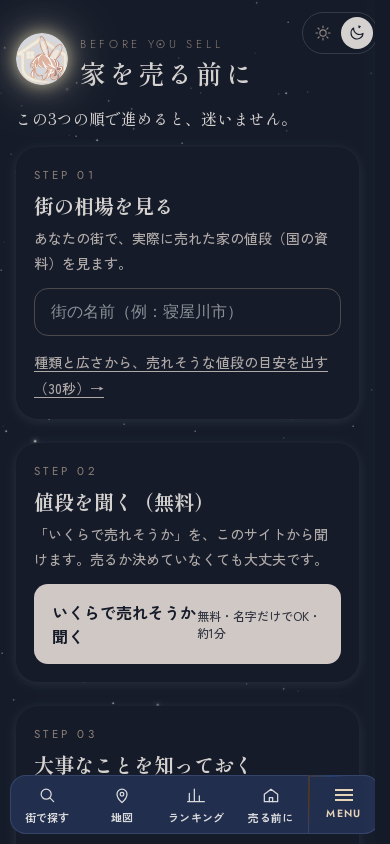 BEFORE YOU SELL
家を売る前に
この3つの順で進めると、迷いません。
STEP 01
街の相場を見る
あなたの街で、実際に売れた家の値段（国の資
料）を見ます。
街の名前（例：寝屋川市）
種類と広さから、売れそうな値段の目安を出す
（30秒）→
STEP 02
値段を聞く（無料）
「いくらで売れそうか」を、このサイトから聞
けます。売るか決めていなくても大丈夫です。
いくらで売れそうか
聞く
無料・名字だけでOK・
約1分
STEP 03
大事なことを知っておく
街で探す
地図
ランキング
売る前に
MENU